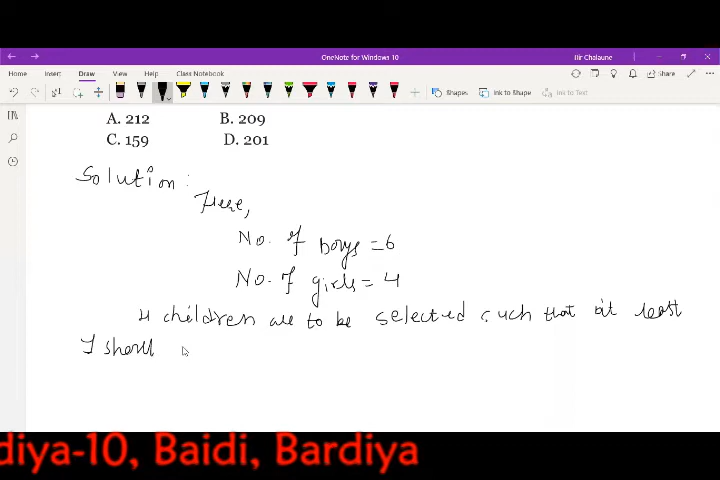 OneNote for Windows 10
Bir Chalaune
Home Insert Draw View Help Class Notebook
Share
Shapes Ink to Shape Ink to Text
A. 212 B. 209
C. 159 D. 201
Solution:
Here,
No. of boys = 6
No. of girls = 4
4 children are to be selected such that at least
1 should
diya-10, Baidi, Bardiya